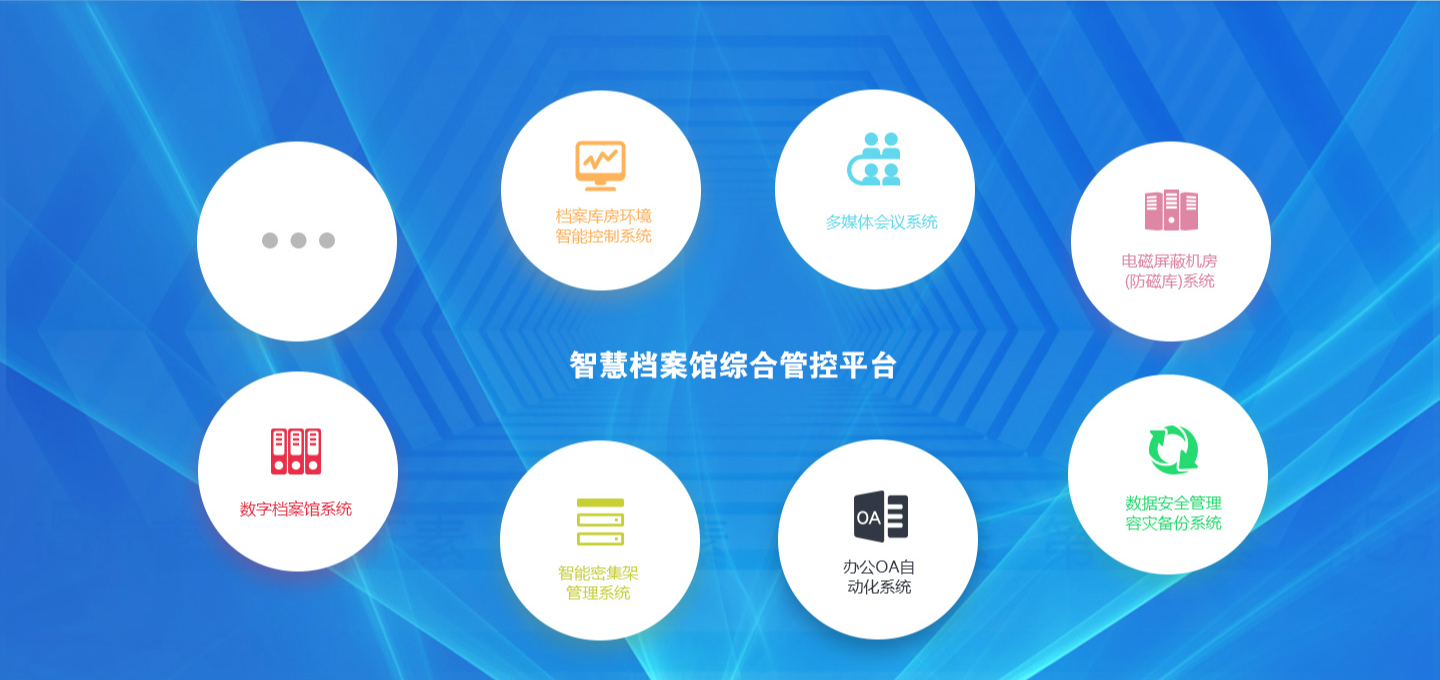 档案库房环境
智能控制系统
多媒体会议系统
电磁屏蔽机房
(防磁库)系统
智慧档案馆综合管控平台
数字档案馆系统
智能密集架
管理系统
OA
办公OA自
动化系统
数据安全管理
容灾备份系统